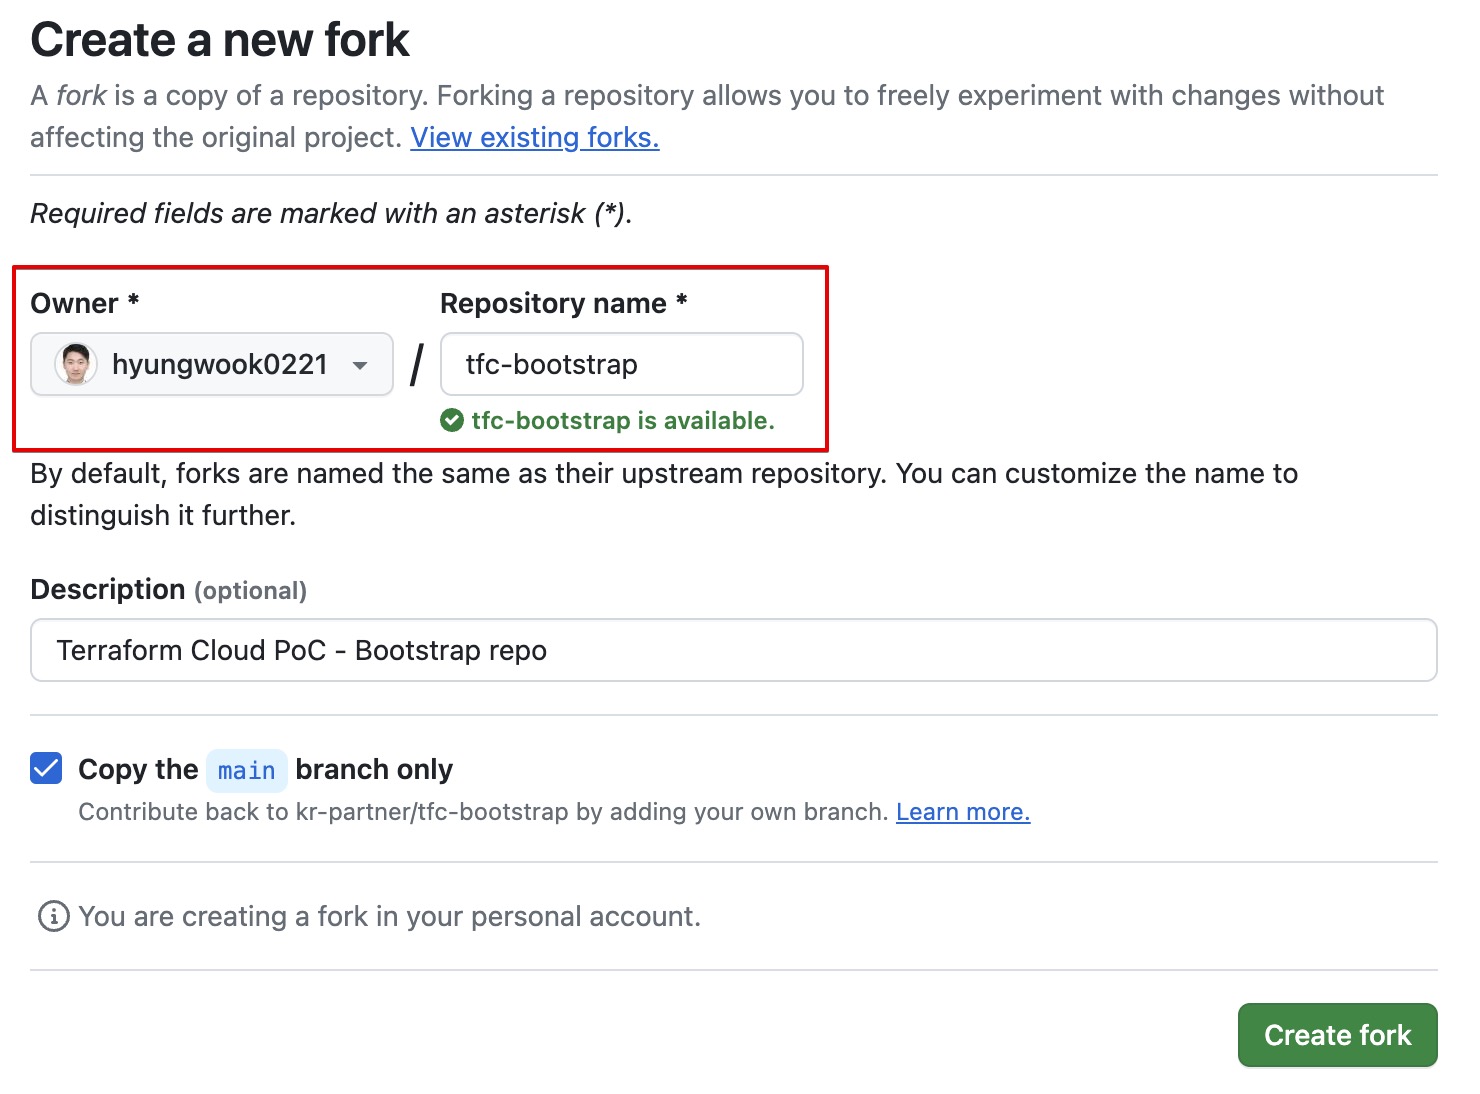 Create a new fork
A fork is a copy of a repository. Forking a repository allows you to freely experiment with changes without
affecting the original project. View existing forks.
Required fields are marked with an asterisk (*).
Owner *
Repository name *
hyungwook0221
/
tfc-bootstrap
tfc-bootstrap is available.
By default, forks are named the same as their upstream repository. You can customize the name to
distinguish it further.
Description (optional)
Terraform Cloud PoC - Bootstrap repo
Copy the main branch only
Contribute back to kr-partner/tfc-bootstrap by adding your own branch. Learn more.
You are creating a fork in your personal account.
Create fork